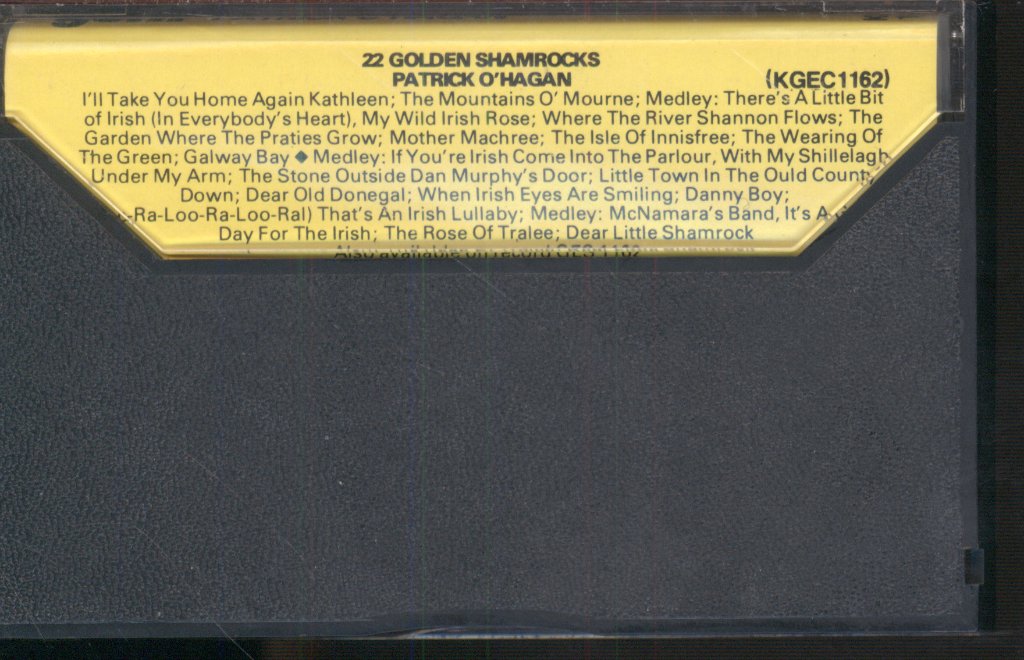 22 GOLDEN SHAMROCKS
PATRICK O'HAGAN (KGEC1162)
I'll Take You Home Again Kathleen; The Mountains O' Mourne; Medley: There's A Little Bit
of Irish (In Everybody's Heart), My Wild Irish Rose; Where The River Shannon Flows; The
Garden Where The Praties Grow; Mother Machree; The Isle Of Innisfree; The Wearing Of
The Green; Galway Bay ◆ Medley: If You're Irish Come Into The Parlour, With My Shillelagh
Under My Arm; The Stone Outside Dan Murphy's Door; Little Town In The Ould County
Down; Dear Old Donegal; When Irish Eyes Are Smiling; Danny Boy;
-Ra-Loo-Ra-Loo-Ral) That's An Irish Lullaby; Medley: McNamara's Band, It's A
Day For The Irish; The Rose Of Tralee; Dear Little Shamrock
Also available on record GES 1162